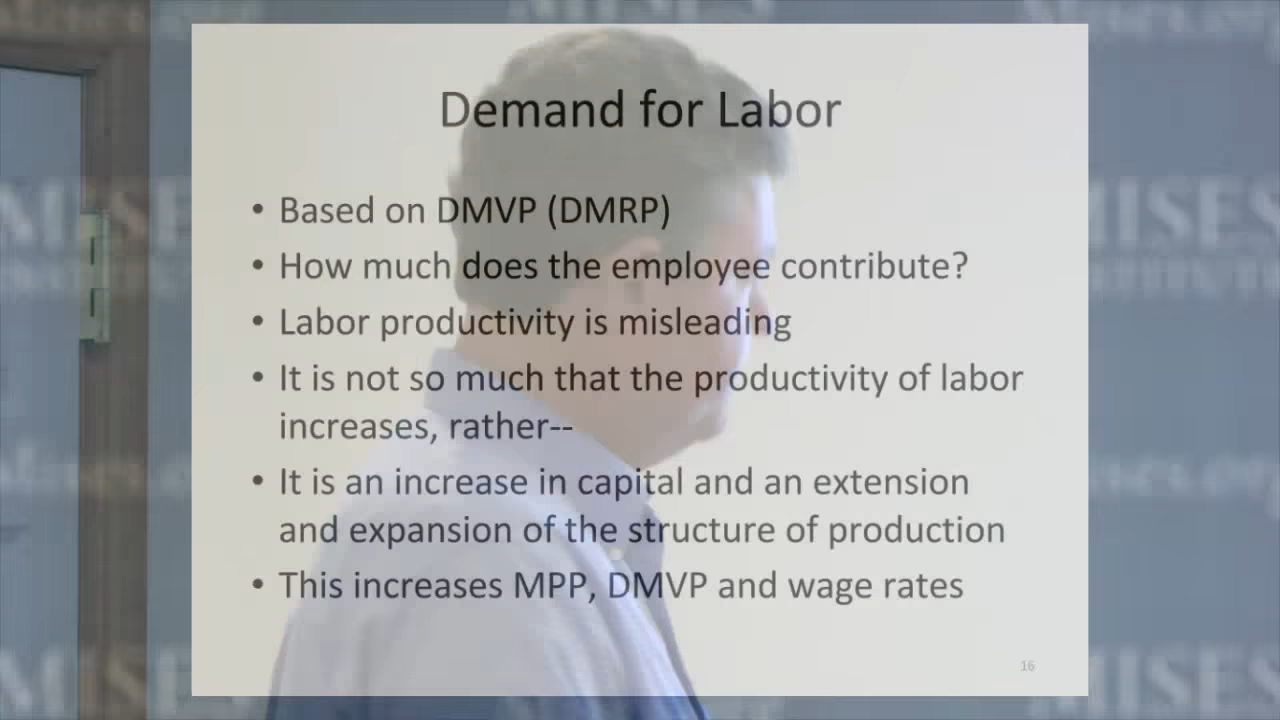 Demand for Labor
• Based on DMVP (DMRP)
• How much does the employee contribute?
• Labor productivity is misleading
• It is not so much that the productivity of labor
increases, rather--
• It is an increase in capital and an extension
and expansion of the structure of production
• This increases MPP, DMVP and wage rates
16
MISES
MISES